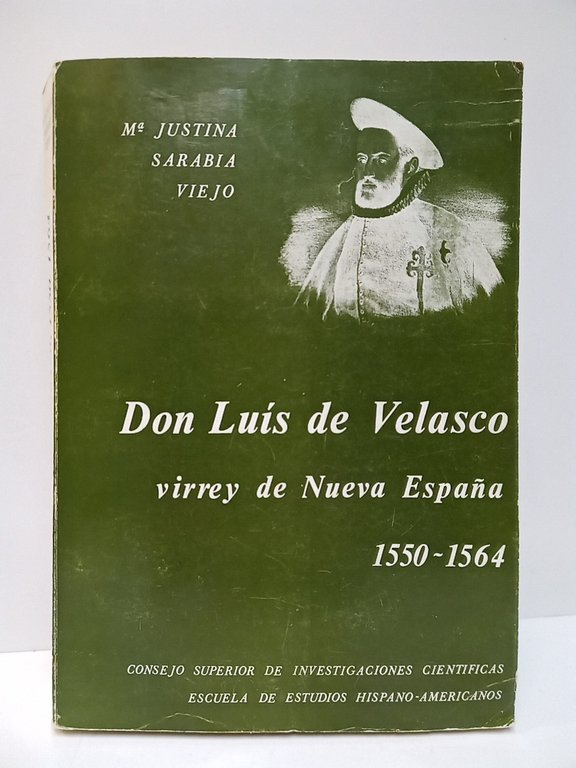 Mª JUSTINA
SARABIA
VIEJO
Don Luís de Velasco
virrey de Nueva España
1550-1564
CONSEJO SUPERIOR DE INVESTIGACIONES CIENTIFICAS
ESCUELA DE ESTUDIOS HISPANO-AMERICANOS